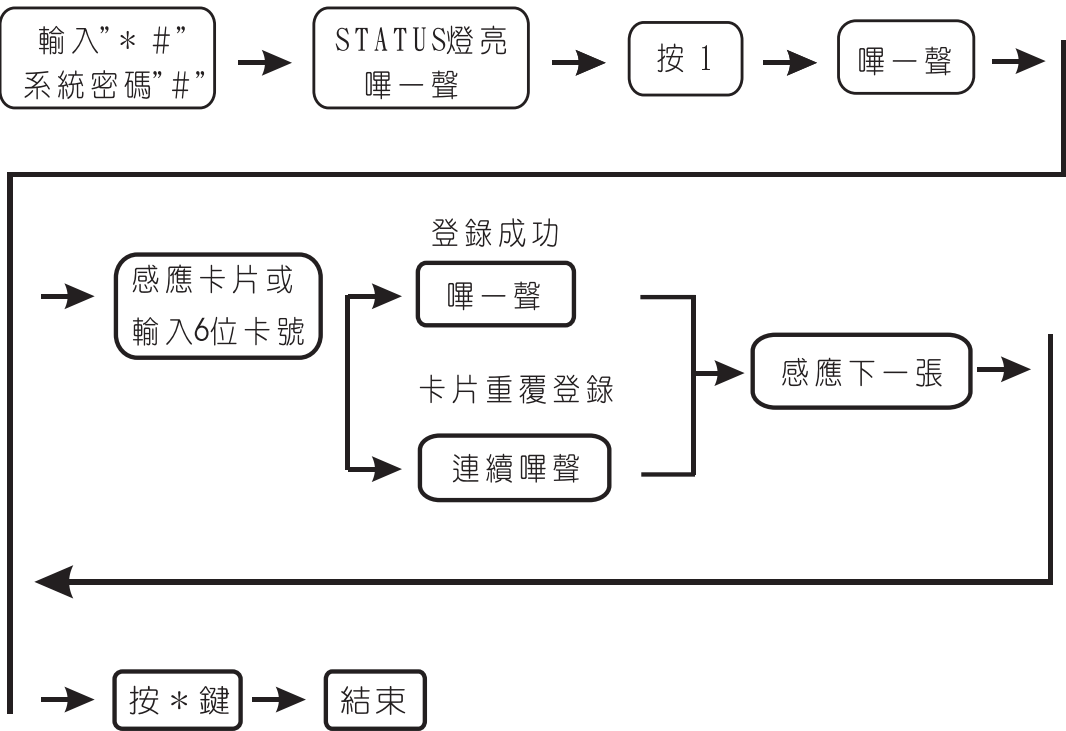 輸入”＊ #”
系統密碼”#”
STATUS燈亮
嗶一聲
按 1
嗶一聲
感應卡片或
輸入6位卡號
登錄成功
嗶一聲
卡片重覆登錄
連續嗶聲
感應下一張
按＊鍵
結束